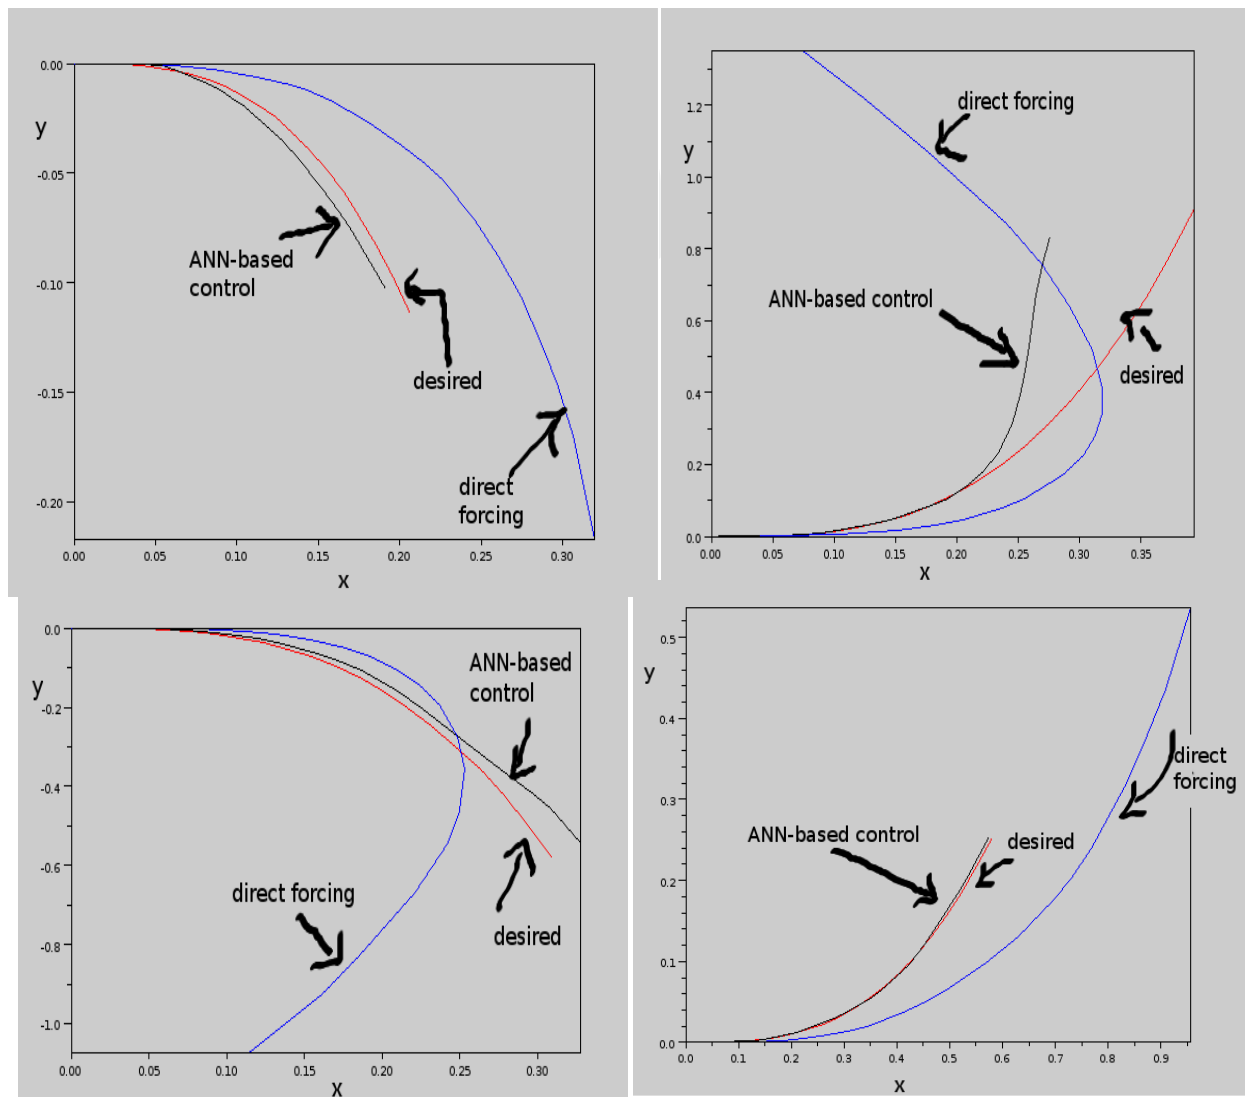 0.00
y
-0.05
ANN-based
control
-0.10
desired
-0.15
direct
forcing
-0.20
0.00 0.05 0.10 0.15 0.20 0.25 0.30
x
direct forcing
1.2
y
1.0
0.8
ANN-based control
0.6
desired
0.4
0.2
0.0
0.00 0.05 0.10 0.15 0.20 0.25 0.30 0.35
x
0.0
ANN-based
control
y
-0.2
-0.4
-0.6
direct forcing
desired
-0.8
-1.0
0.00 0.05 0.10 0.15 0.20 0.25 0.30
x
0.5
y
0.4
direct
forcing
0.3
ANN-based control
desired
0.2
0.1
0.0
0.0 0.1 0.2 0.3 0.4 0.5 0.6 0.7 0.8 0.9
x